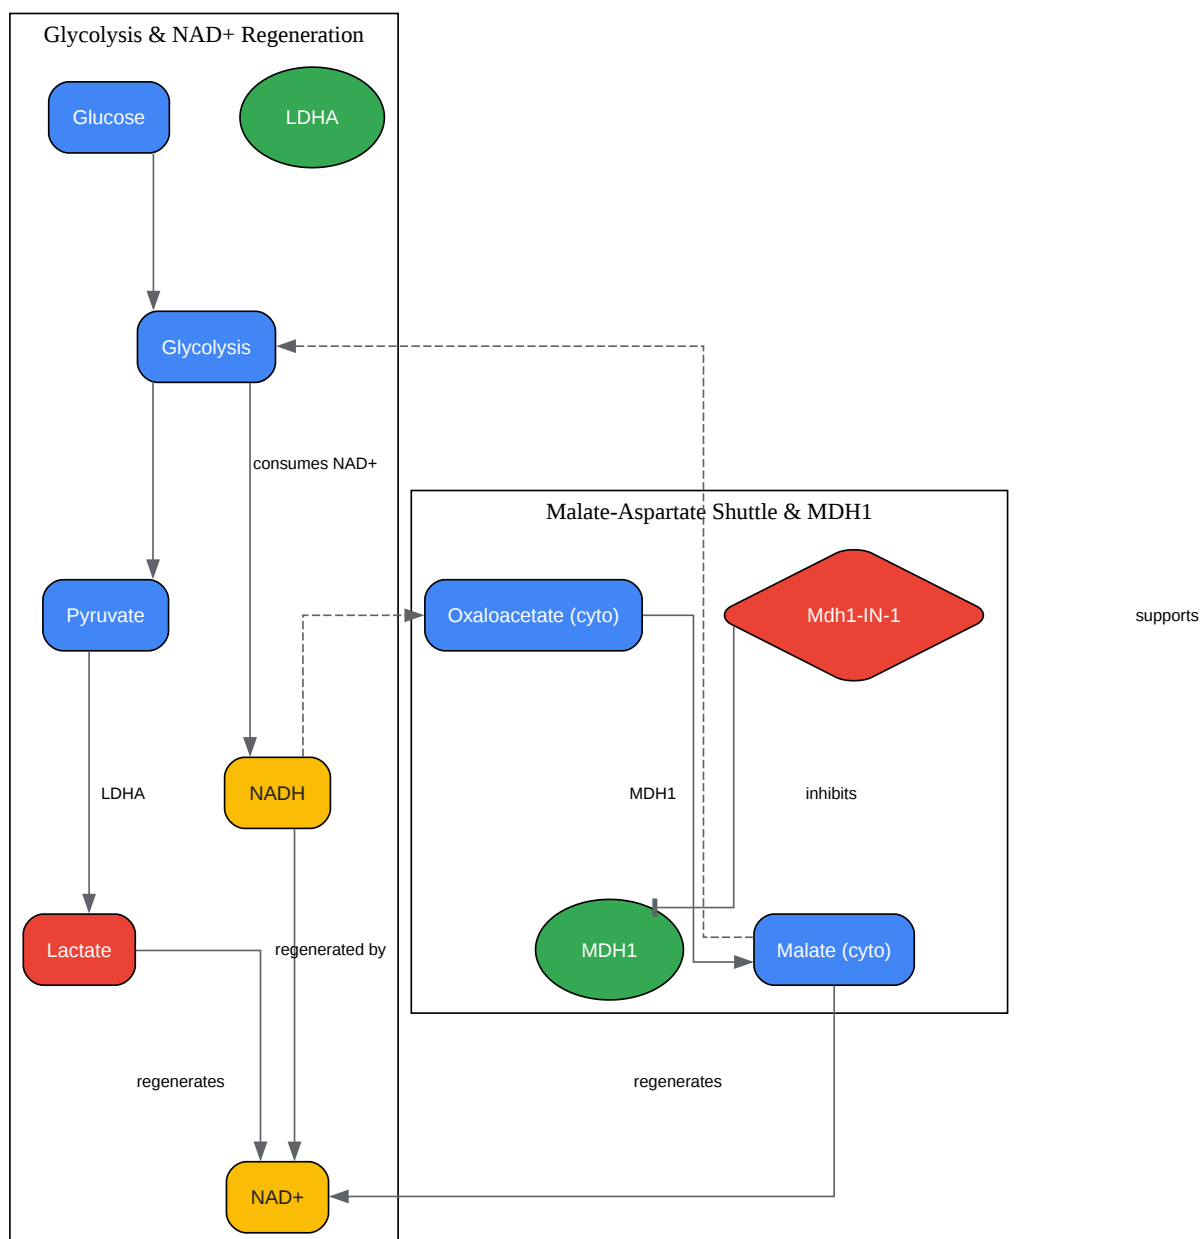 Glycolysis & NAD+ Regeneration
Glucose
LDHA
Glycolysis
consumes NAD+
Malate-Aspartate Shuttle & MDH1
Pyruvate
Oxaloacetate (cyto)
Mdh1-IN-1
supports
LDHA
NADH
MDH1
inhibits
Lactate
regenerated by
MDH1
Malate (cyto)
regenerates
regenerates
NAD+